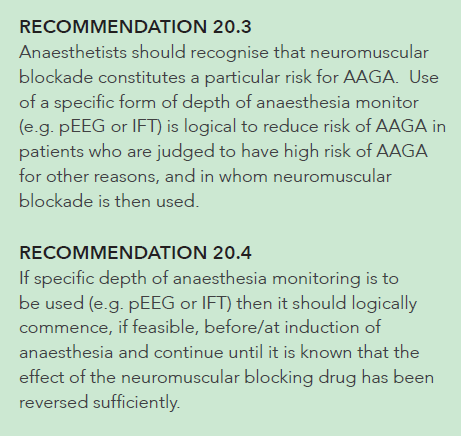 RECOMMENDATION 20.3
Anaesthetists should recognise that neuromuscular
blockade constitutes a particular risk for AAGA.  Use
of a specific form of depth of anaesthesia monitor
(e.g. pEEG or IFT) is logical to reduce risk of AAGA in
patients who are judged to have high risk of AAGA
for other reasons, and in whom neuromuscular
blockade is then used.
RECOMMENDATION 20.4
If specific depth of anaesthesia monitoring is to
be used (e.g. pEEG or IFT) then it should logically
commence, if feasible, before/at induction of
anaesthesia and continue until it is known that the
effect of the neuromuscular blocking drug has been
reversed sufficiently.